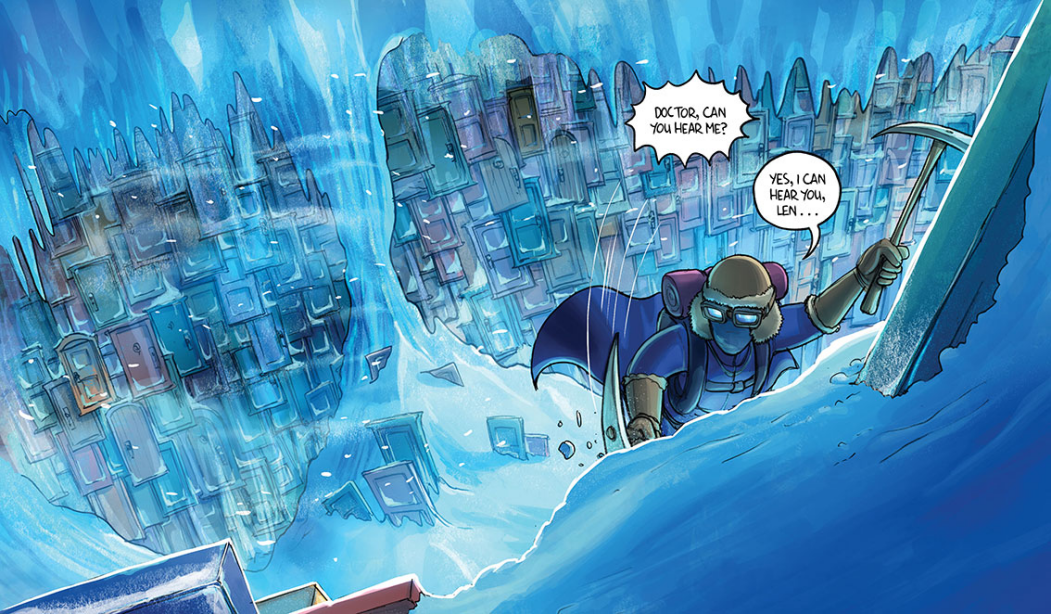 DOCTOR, CAN
YOU HEAR ME?
YES, I CAN
HEAR YOU,
LEN . . .